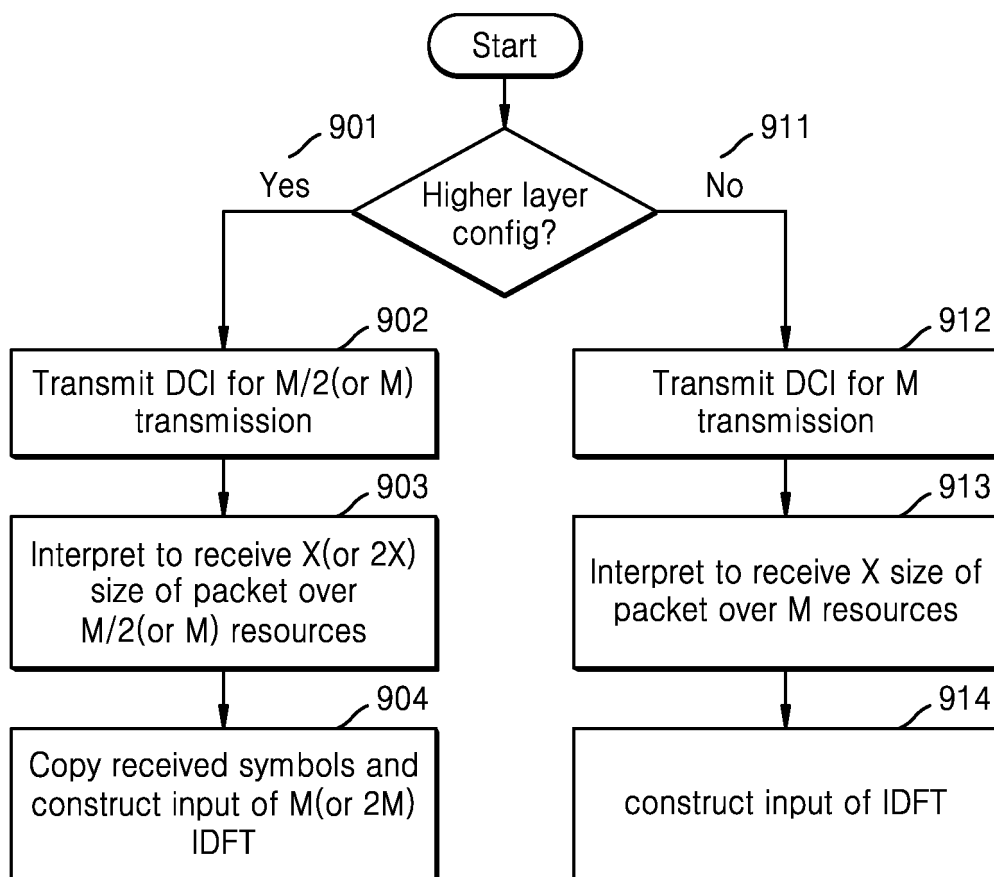 Start
901
911
Yes
No
Higher layer
config?
902
Transmit DCI for M/2(or M)
transmission
912
Transmit DCI for M
transmission
903
Interpret to receive X(or 2X)
size of packet over
M/2(or M) resources
913
Interpret to receive X size of
packet over M resources
904
Copy received symbols and
construct input of M(or 2M)
IDFT
914
construct input of IDFT